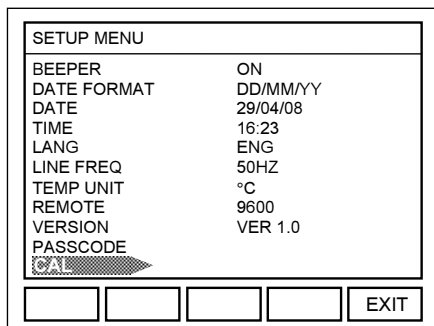 SETUP MENU
BEEPER ON
DATE FORMAT DD/MM/YY
DATE 29/04/08
TIME 16:23
LANG ENG
LINE FREQ 50HZ
TEMP UNIT °C
REMOTE 9600
VERSION VER 1.0
PASSCODE
CAL
EXIT